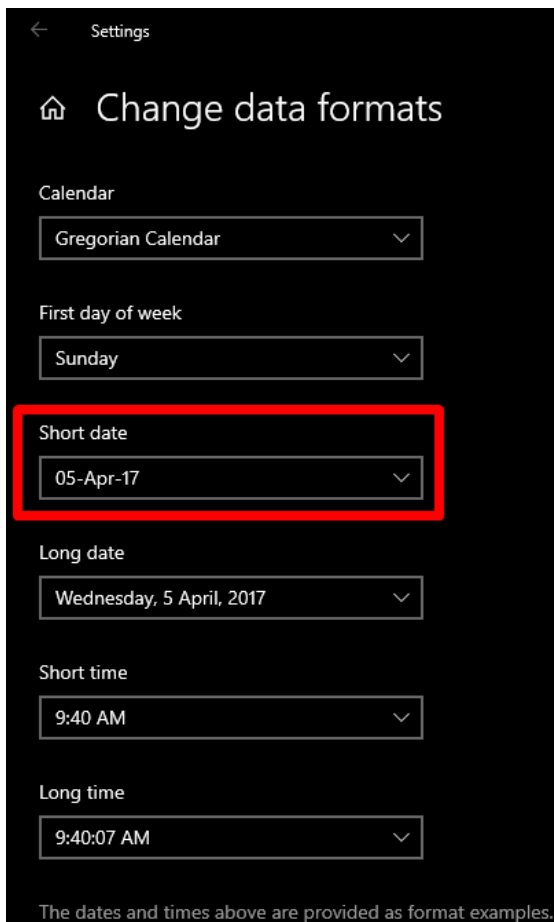 Settings
Change data formats
Calendar
Gregorian Calendar
First day of week
Sunday
Short date
05-Apr-17
Long date
Wednesday, 5 April, 2017
Short time
9:40 AM
Long time
9:40:07 AM
The dates and times above are provided as format examples.